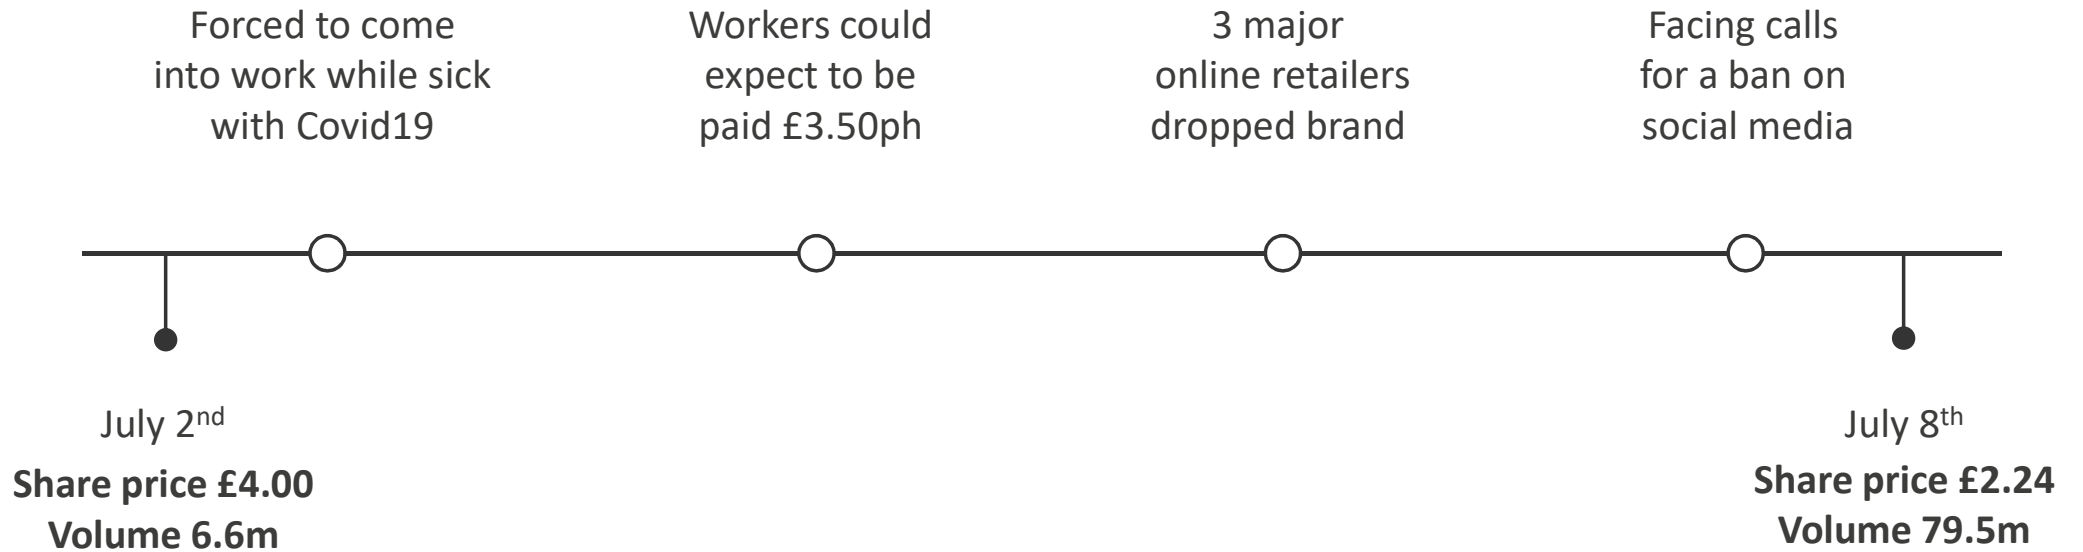 Forced to come
into work while sick
with Covid19
Workers could
expect to be
paid £3.50ph
3 major
online retailers
dropped brand
Facing calls
for a ban on
social media
July 2nd
Share price £4.00
Volume 6.6m
July 8th
Share price £2.24
Volume 79.5m